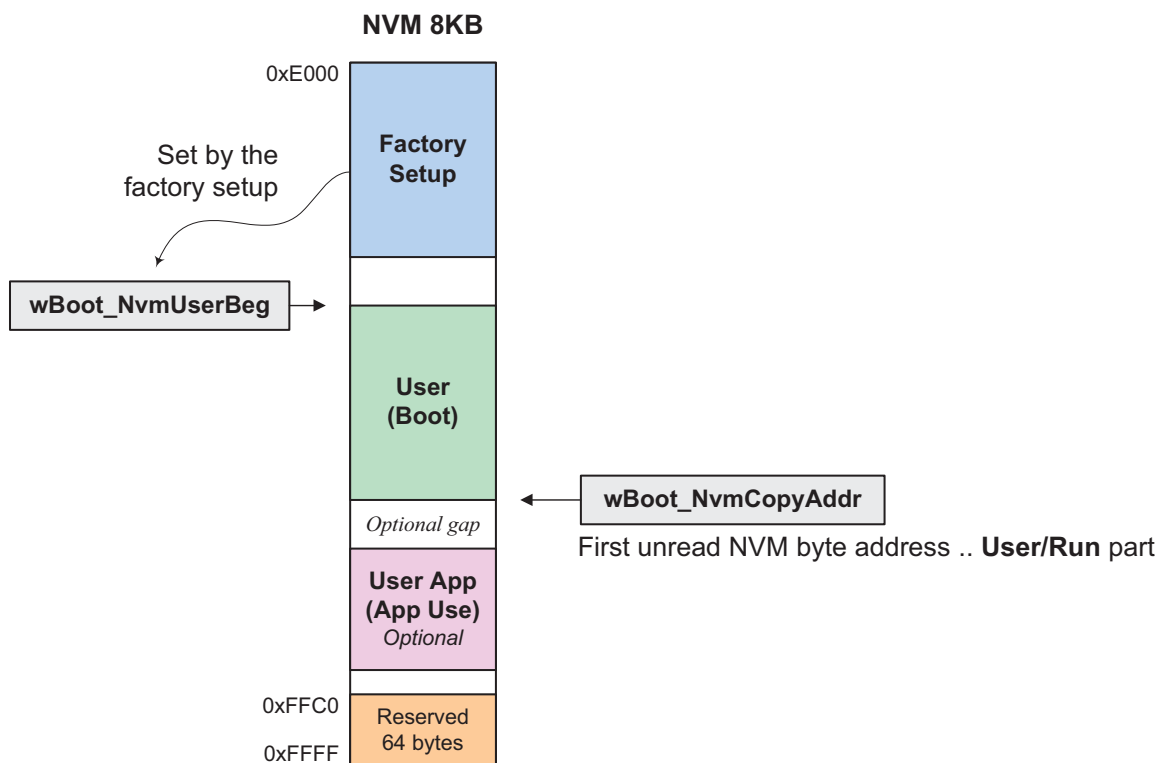 NVM 8KB
0xE000
Factory
Setup
Set by the
factory setup
wBoot_NvmUserBeg
User
(Boot)
wBoot_NvmCopyAddr
Optional gap
First unread NVM byte address .. User/Run part
User App
(App Use)
Optional
0xFFC0
Reserved
64 bytes
0xFFFF